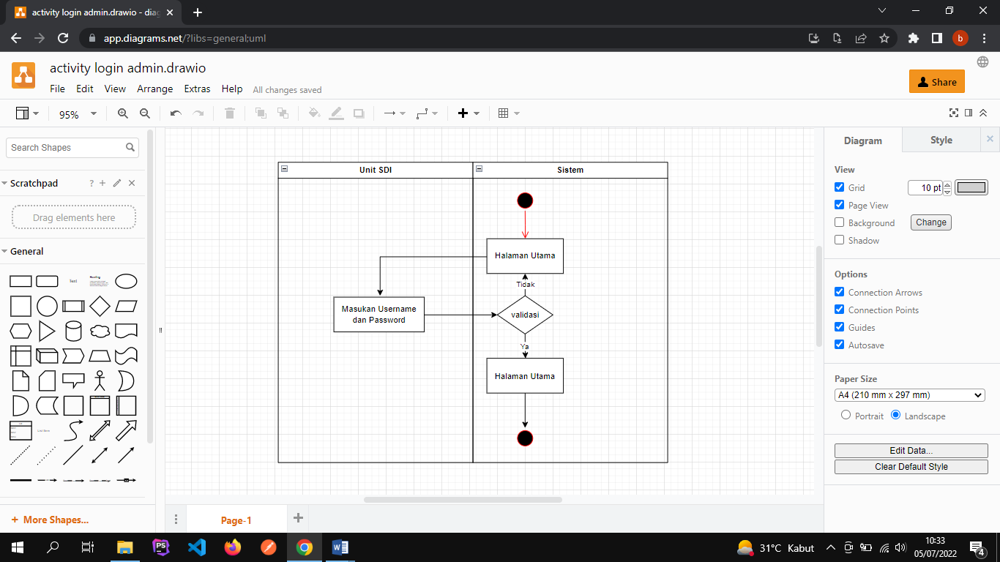 activity login admin.drawio - diag
app.diagrams.net/?libs=general;uml
b
activity login admin.drawio
File Edit View Arrange Extras Help All changes saved
Share
95%
Search Shapes
Scratchpad ?
Drag elements here
General
Text
Heading
List Item
+ More Shapes...
Unit SDI
Sistem
Halaman Utama
Tidak
Masukan Username
dan Password
validasi
Ya
Halaman Utama
Page-1
Diagram
Style
View
Grid 10 pt
Page View
Background Change
Shadow
Options
Connection Arrows
Connection Points
Guides
Autosave
Paper Size
A4 (210 mm x 297 mm)
Portrait Landscape
Edit Data...
Clear Default Style
PS
31°C Kabut
10:33
05/07/2022
4